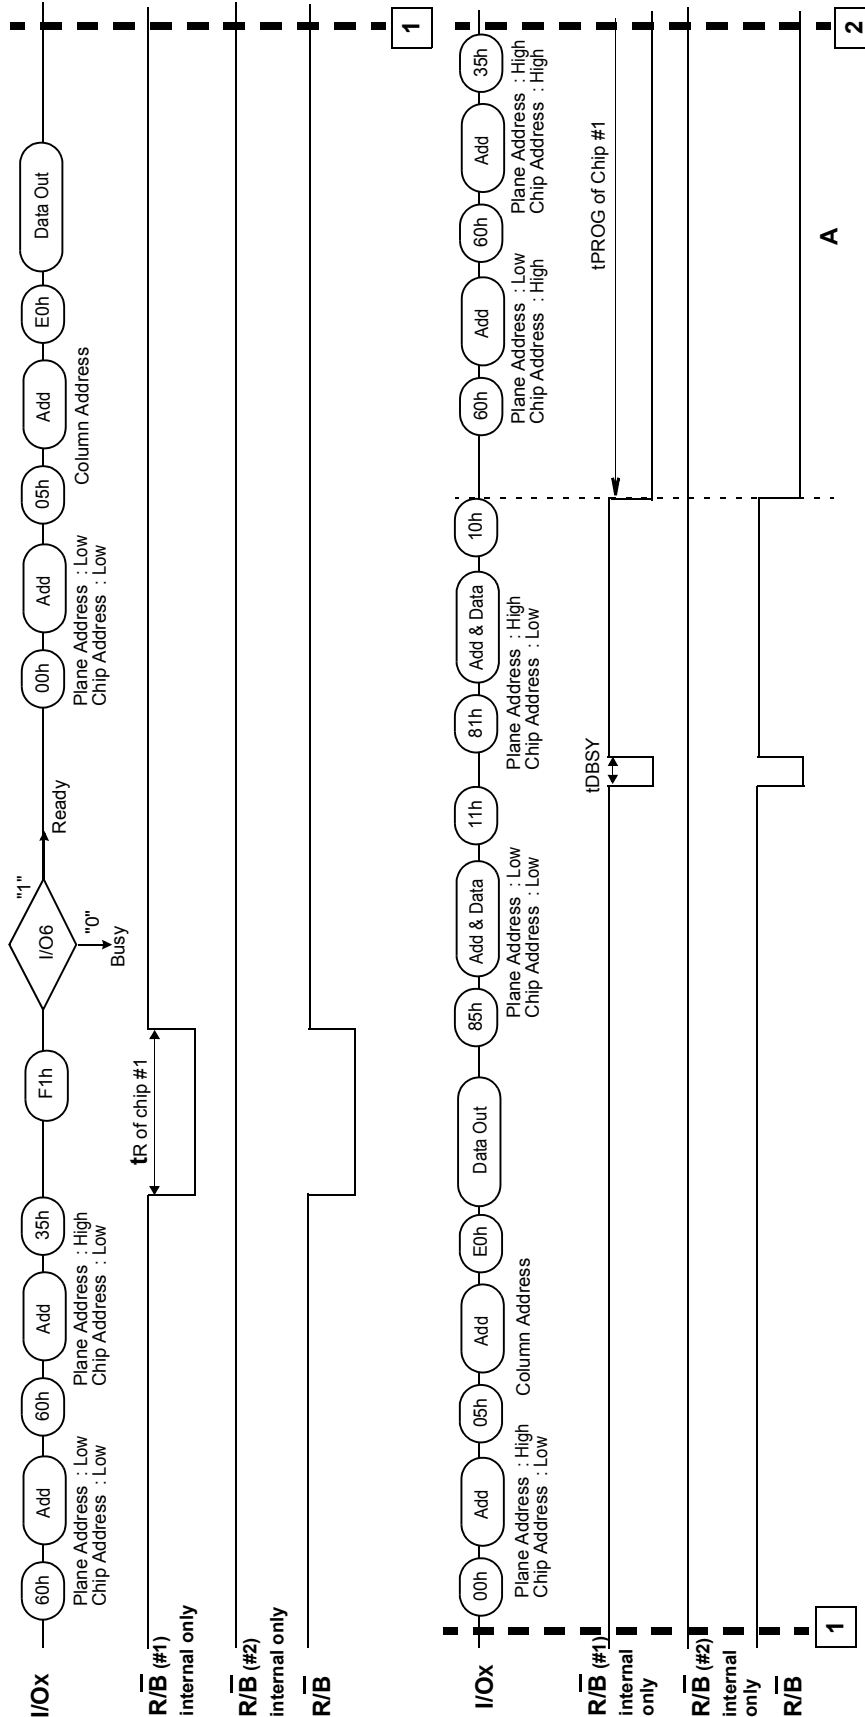 I/Ox
60h
Add
60h
Add
35h
F1h
I/O6
"1"
Ready
"0"
Busy
00h
Add
05h
Add
E0h
Data Out
Plane Address : Low
Chip Address : Low
Plane Address : High
Chip Address : Low
Plane Address : Low
Chip Address : Low
Column Address
R/B (#1)
internal only
tR of chip #1
R/B (#2)
internal only
R/B
1
I/Ox
00h
Add
05h
Add
E0h
Data Out
85h
Add & Data
11h
81h
Add & Data
10h
60h
Add
60h
Add
35h
Plane Address : High
Chip Address : Low
Column Address
Plane Address : Low
Chip Address : Low
Plane Address : High
Chip Address : Low
Plane Address : Low
Chip Address : High
Plane Address : High
Chip Address : High
R/B (#1)
internal
only
tDBSY
tPROG of Chip #1
R/B (#2)
internal
only
R/B
A
1
2